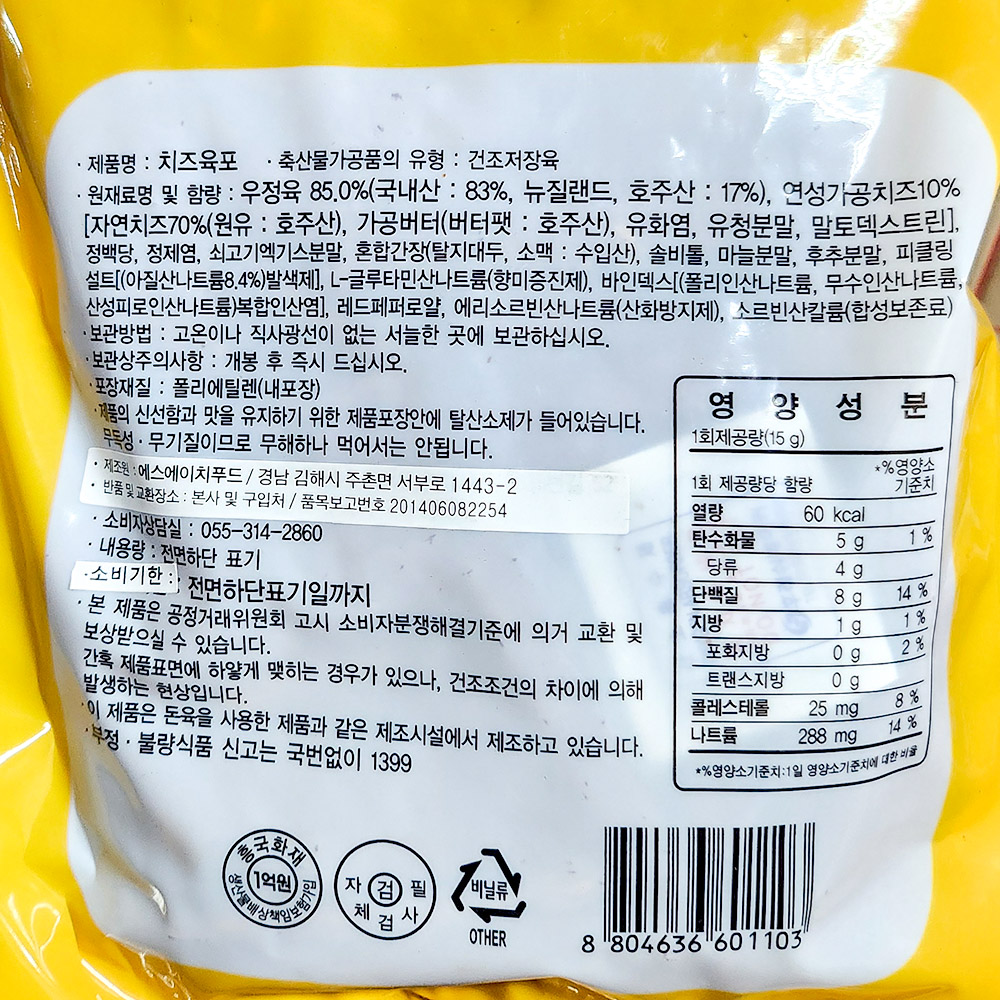 · 제품명 : 치즈육포 · 축산물가공품의 유형 : 건조저장육
· 원재료명 및 함량 : 우정육 85.0%(국내산 : 83%, 뉴질랜드, 호주산 : 17%), 연성가공치즈10%
[자연치즈70%(원유 : 호주산), 가공버터(버터팻 : 호주산), 유화염, 유청분말, 말토덱스트린],
정백당, 정제염, 쇠고기엑기스분말, 혼합간장(탈지대두, 소맥 : 수입산), 솔비톨, 마늘분말, 후추분말, 피클링
설트[(아질산나트륨8.4%)발색제], L-글루타민산나트륨(향미증진제), 바인덱스[(폴리인산나트륨, 무수인산나트륨,
산성피로인산나트륨)복합인산염], 레드페퍼로얄, 에리소르빈산나트륨(산화방지제), 소르빈산칼륨(합성보존료)
· 보관방법 : 고온이나 직사광선이 없는 서늘한 곳에 보관하십시오.
· 보관상주의사항 : 개봉 후 즉시 드십시오.
· 포장재질 : 폴리에틸렌(내포장)
· 제품의 신선함과 맛을 유지하기 위한 제품포장안에 탈산소제가 들어있습니다.
무독성 · 무기질이므로 무해하나 먹어서는 안됩니다.
· 제조원 : 에스에이치푸드 / 경남 김해시 주촌면 서부로 1443-2
· 반품 및 교환장소 : 본사 및 구입처 / 품목보고번호 201406082254
· 소비자상담실 : 055-314-2860
· 내용량 : 전면하단 표기
· 소비기한 : 전면하단표기일까지
· 본 제품은 공정거래위원회 고시 소비자분쟁해결기준에 의거 교환 및
보상받으실 수 있습니다.
간혹 제품표면에 하얗게 맺히는 경우가 있으나, 건조조건의 차이에 의해
발생하는 현상입니다.
· 이 제품은 돈육을 사용한 제품과 같은 제조시설에서 제조하고 있습니다.
· 부정 · 불량식품 신고는 국번없이 1399
영 양 성 분
1회제공량(15 g)
1회 제공량당 함량 *%영양소
기준치
열량 60 kcal
탄수화물 5 g 1 %
당류 4 g
단백질 8 g 14 %
지방 1 g 1 %
포화지방 0 g 2 %
트랜스지방 0 g
콜레스테롤 25 mg 8 %
나트륨 288 mg 14 %
*%영양소기준치:1일 영양소기준치에 대한 비율
흥국화재
1억원
생산물배상책임보험가입
자 검 필
체 검 사
비닐류
OTHER
8 804636 601103